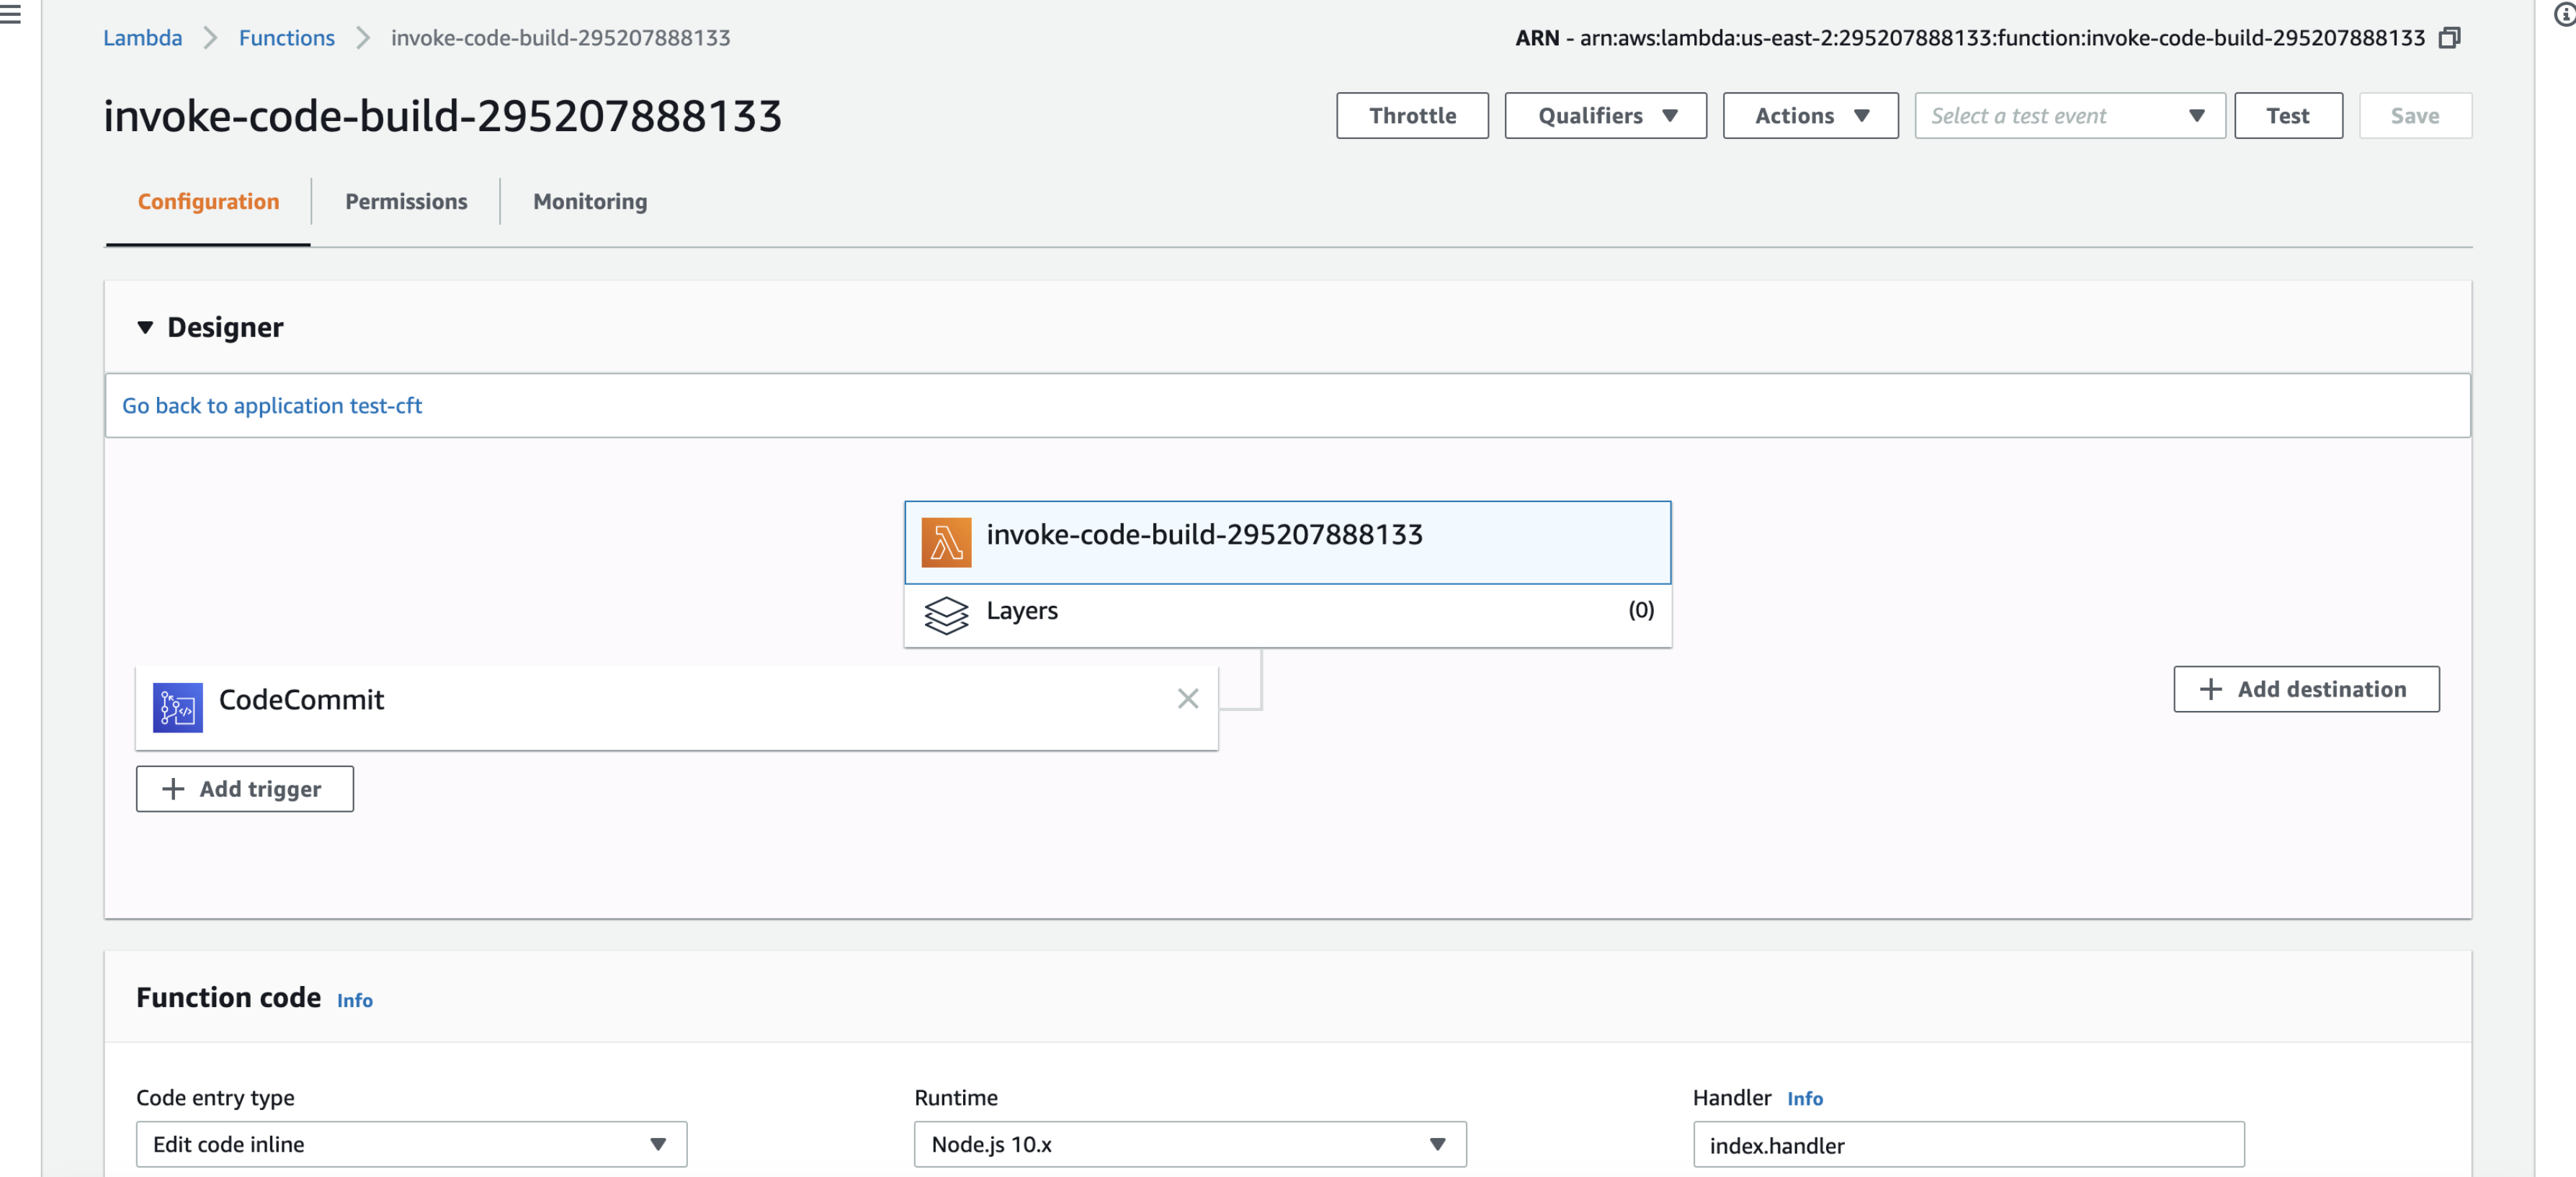 Lambda Functions invoke-code-build-295207888133
ARN - arn:aws:lambda:us-east-2:295207888133:function:invoke-code-build-295207888133
invoke-code-build-295207888133
Throttle Qualifiers Actions Select a test event Test Save
Configuration Permissions Monitoring
Designer
Go back to application test-cft
invoke-code-build-295207888133
Layers (0)
CodeCommit
Add destination
Add trigger
Function code Info
Code entry type Runtime Handler Info
Edit code inline Node.js 10.x index.handler